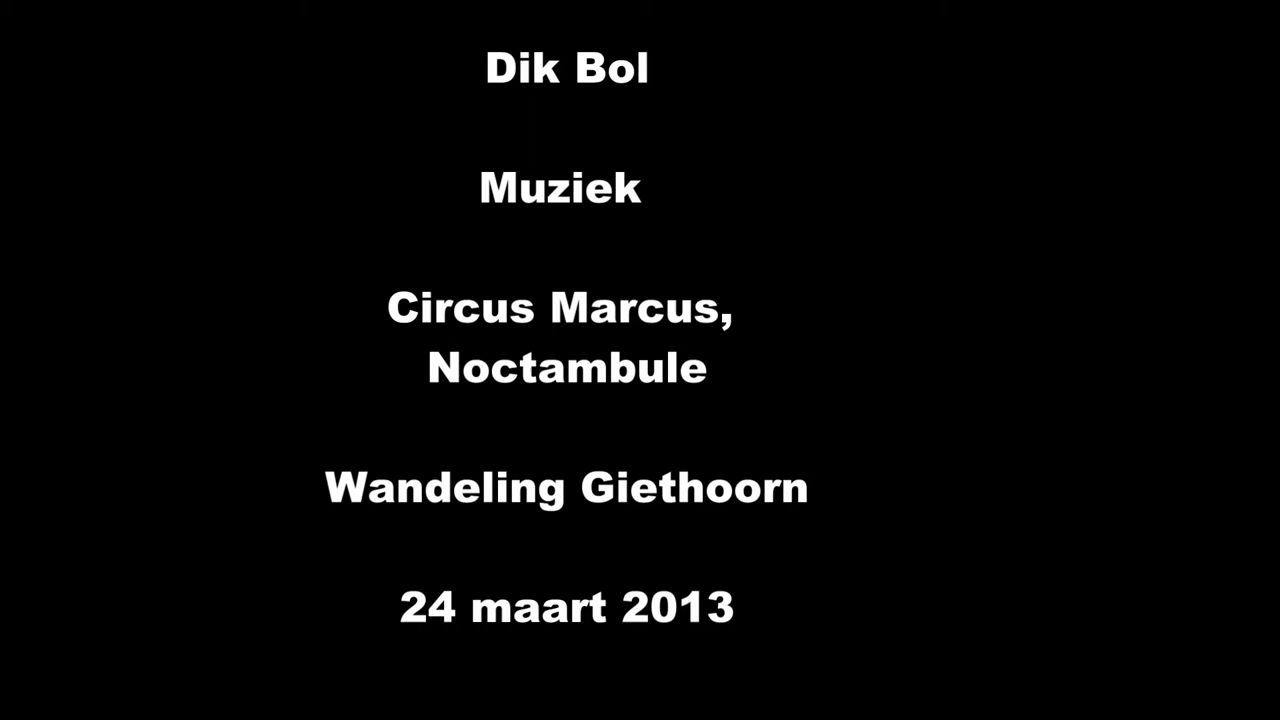 Dik Bol
Muziek
Circus Marcus,
Noctambule
Wandeling Giethoorn
24 maart 2013